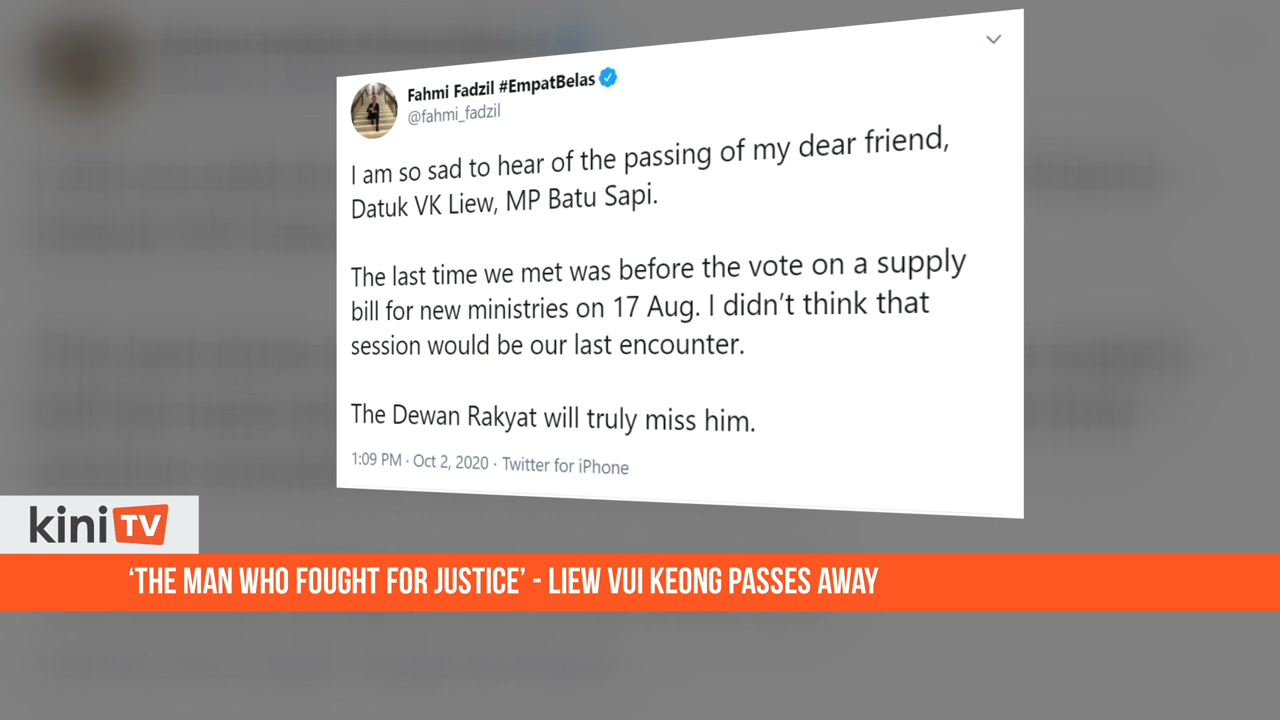 Fahmi Fadzil #EmpatBelas
@fahmi_fadzil
I am so sad to hear of the passing of my dear friend,
Datuk VK Liew, MP Batu Sapi.
The last time we met was before the vote on a supply
bill for new ministries on 17 Aug. I didn't think that
session would be our last encounter.
The Dewan Rakyat will truly miss him.
1:09 PM · Oct 2, 2020 · Twitter for iPhone
kini TV
‘THE MAN WHO FOUGHT FOR JUSTICE’ - LIEW VUI KEONG PASSES AWAY